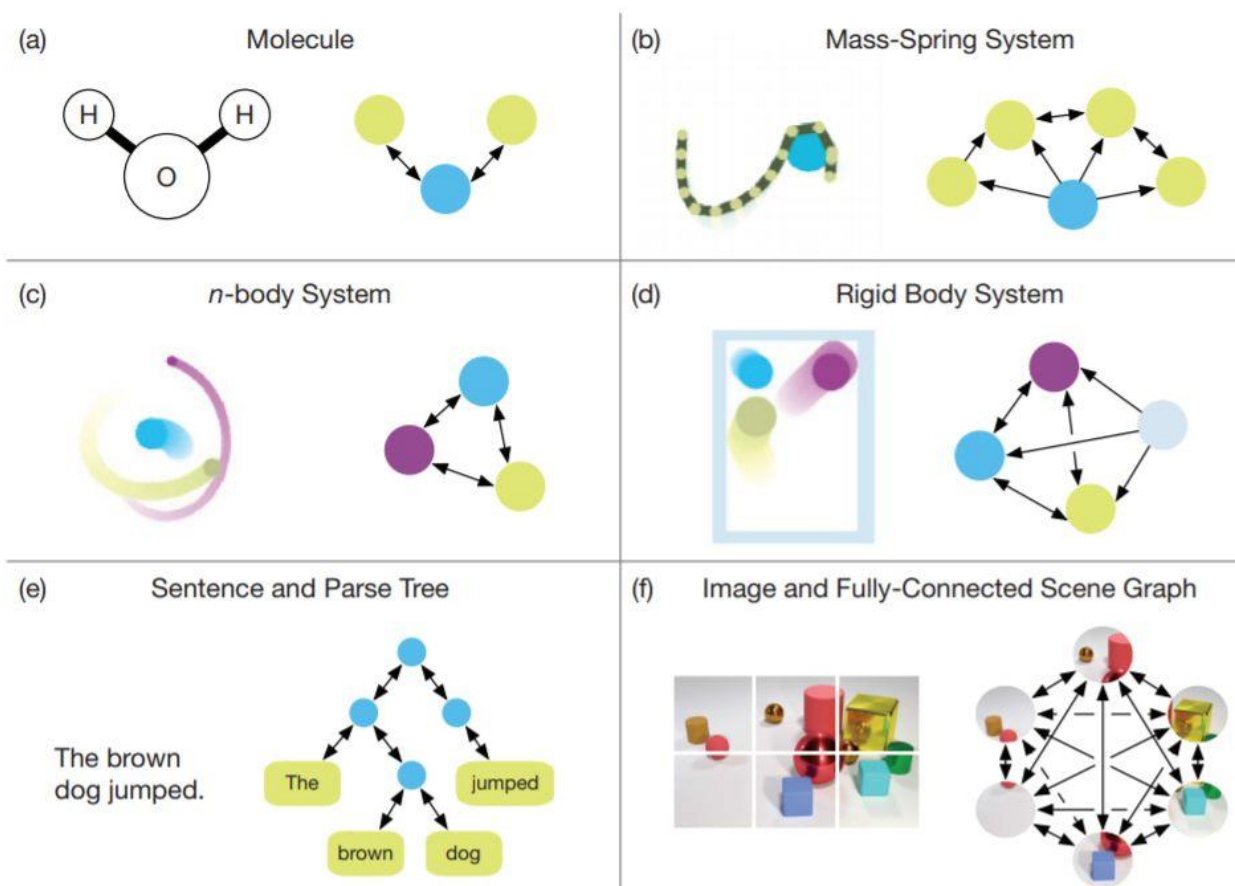 (a) Molecule
H H
O
(b) Mass-Spring System
(c) n-body System
(d) Rigid Body System
(e) Sentence and Parse Tree
The brown
dog jumped.
The jumped
brown dog
(f) Image and Fully-Connected Scene Graph